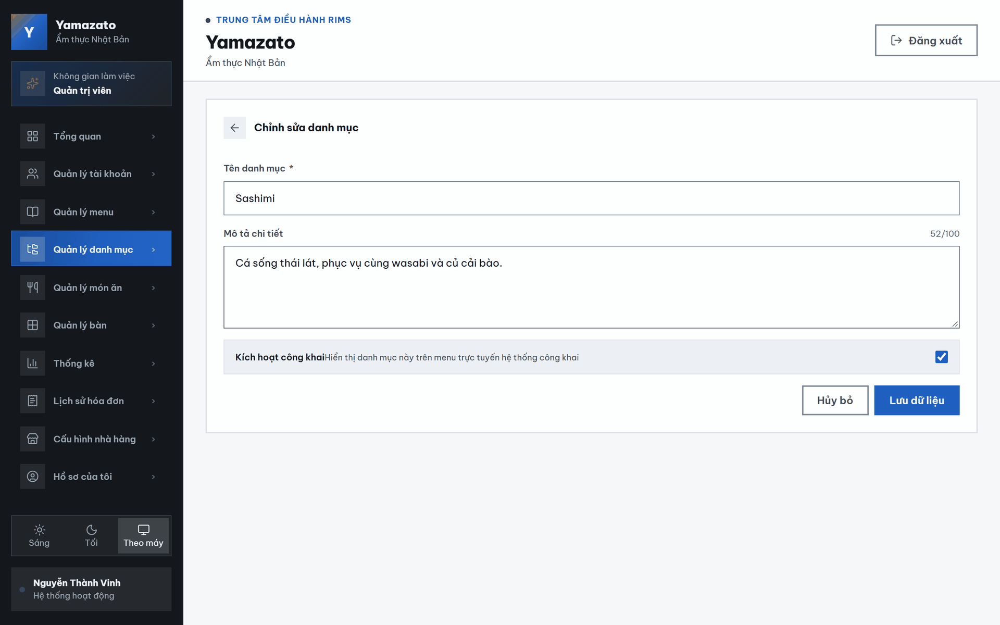 Y
Yamazato
Ẩm thực Nhật Bản
Không gian làm việc
Quản trị viên
Tổng quan
Quản lý tài khoản
Quản lý menu
Quản lý danh mục
Quản lý món ăn
Quản lý bàn
Thống kê
Lịch sử hóa đơn
Cấu hình nhà hàng
Hồ sơ của tôi
Sáng
Tối
Theo máy
Nguyễn Thành Vinh
Hệ thống hoạt động
TRUNG TÂM ĐIỀU HÀNH RIMS
Yamazato
Ẩm thực Nhật Bản
Đăng xuất
Chỉnh sửa danh mục
Tên danh mục *
Sashimi
Mô tả chi tiết 52/100
Cá sống thái lát, phục vụ cùng wasabi và củ cải bào.
Kích hoạt công khaiHiển thị danh mục này trên menu trực tuyến hệ thống công khai
Hủy bỏ
Lưu dữ liệu